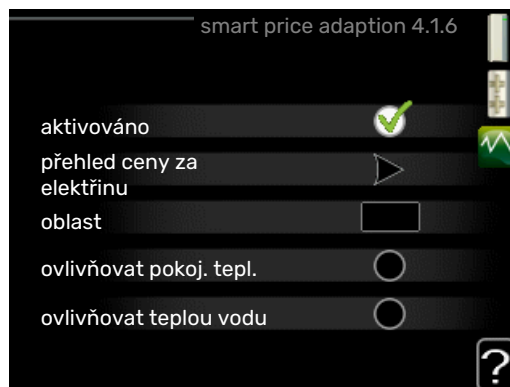 smart price adaption 4.1.6
aktivováno
přehled ceny za
elektřinu
oblast
ovlivňovat pokoj. tepl.
ovlivňovat teplou vodu
?